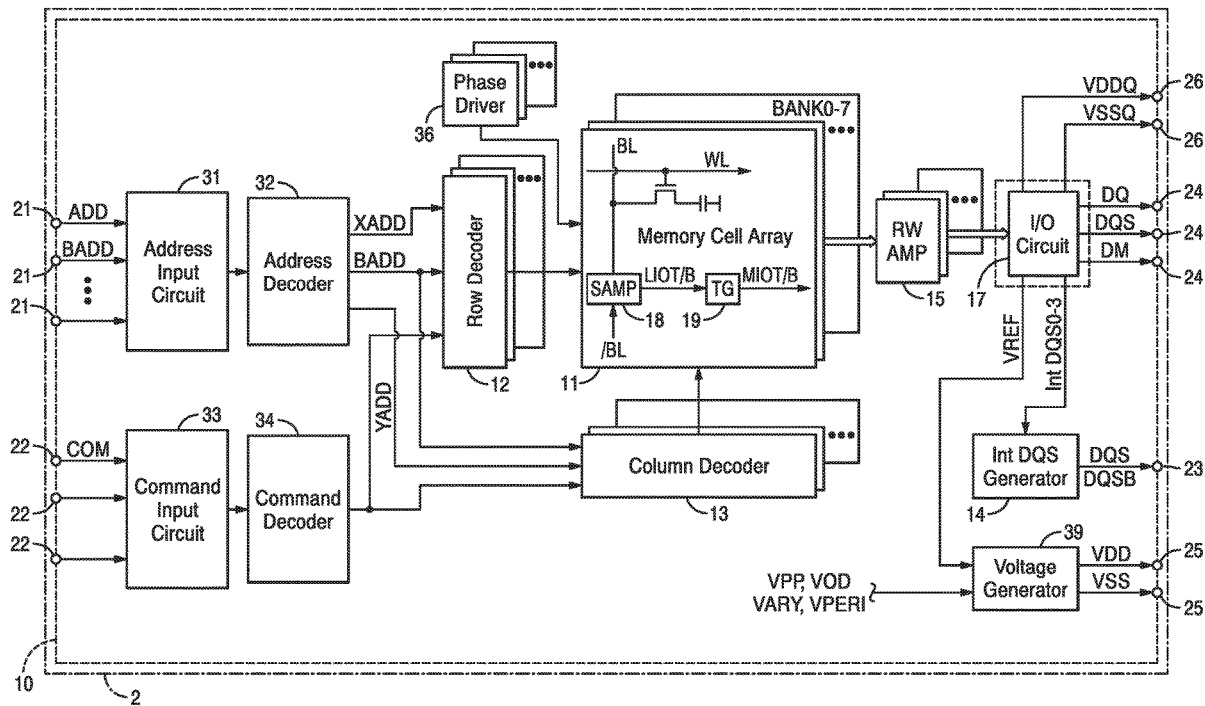 Phase
Driver
36
BANK0-7
BL
WL
Memory Cell Array
SAMP
LIOT/B
TG
MIOT/B
18
19
/BL
11
VDDQ
26
VSSQ
26
31
32
21
ADD
BADD
21
21
Address
Input
Circuit
Address
Decoder
XADD
BADD
Row Decoder
12
RW
AMP
15
I/O
Circuit
17
DQ
24
DQS
24
DM
24
VREF
Int DQS0-3
YADD
33
34
22
COM
22
22
Command
Input
Circuit
Command
Decoder
Column Decoder
13
Int DQS
Generator
14
DQS
DQSB
23
39
Voltage
Generator
VDD
25
VSS
25
VPP, VOD
VARY, VPERI
10
2